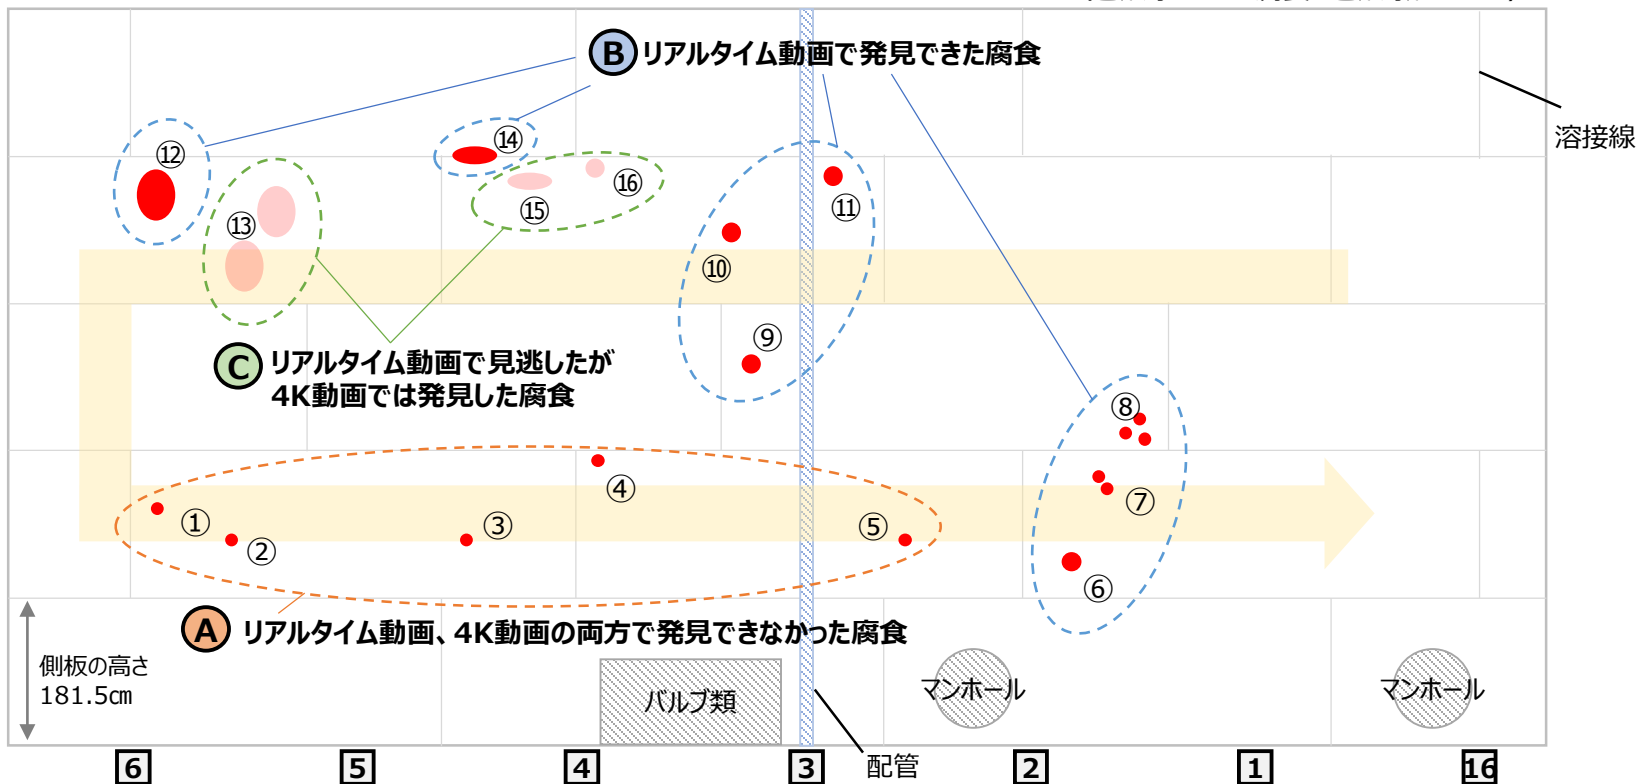 B リアルタイム動画で発見できた腐食
溶接線
⑫
⑭
⑬
⑮
⑯
⑪
⑩
⑨
C リアルタイム動画で見逃したが
4K動画では発見した腐食
⑧
④
⑦
①
②
③
⑤
⑥
A リアルタイム動画、4K動画の両方で発見できなかった腐食
側板の高さ
181.5cm
バルブ類
マンホール
マンホール
配管
6 5 4 3 2 1 16